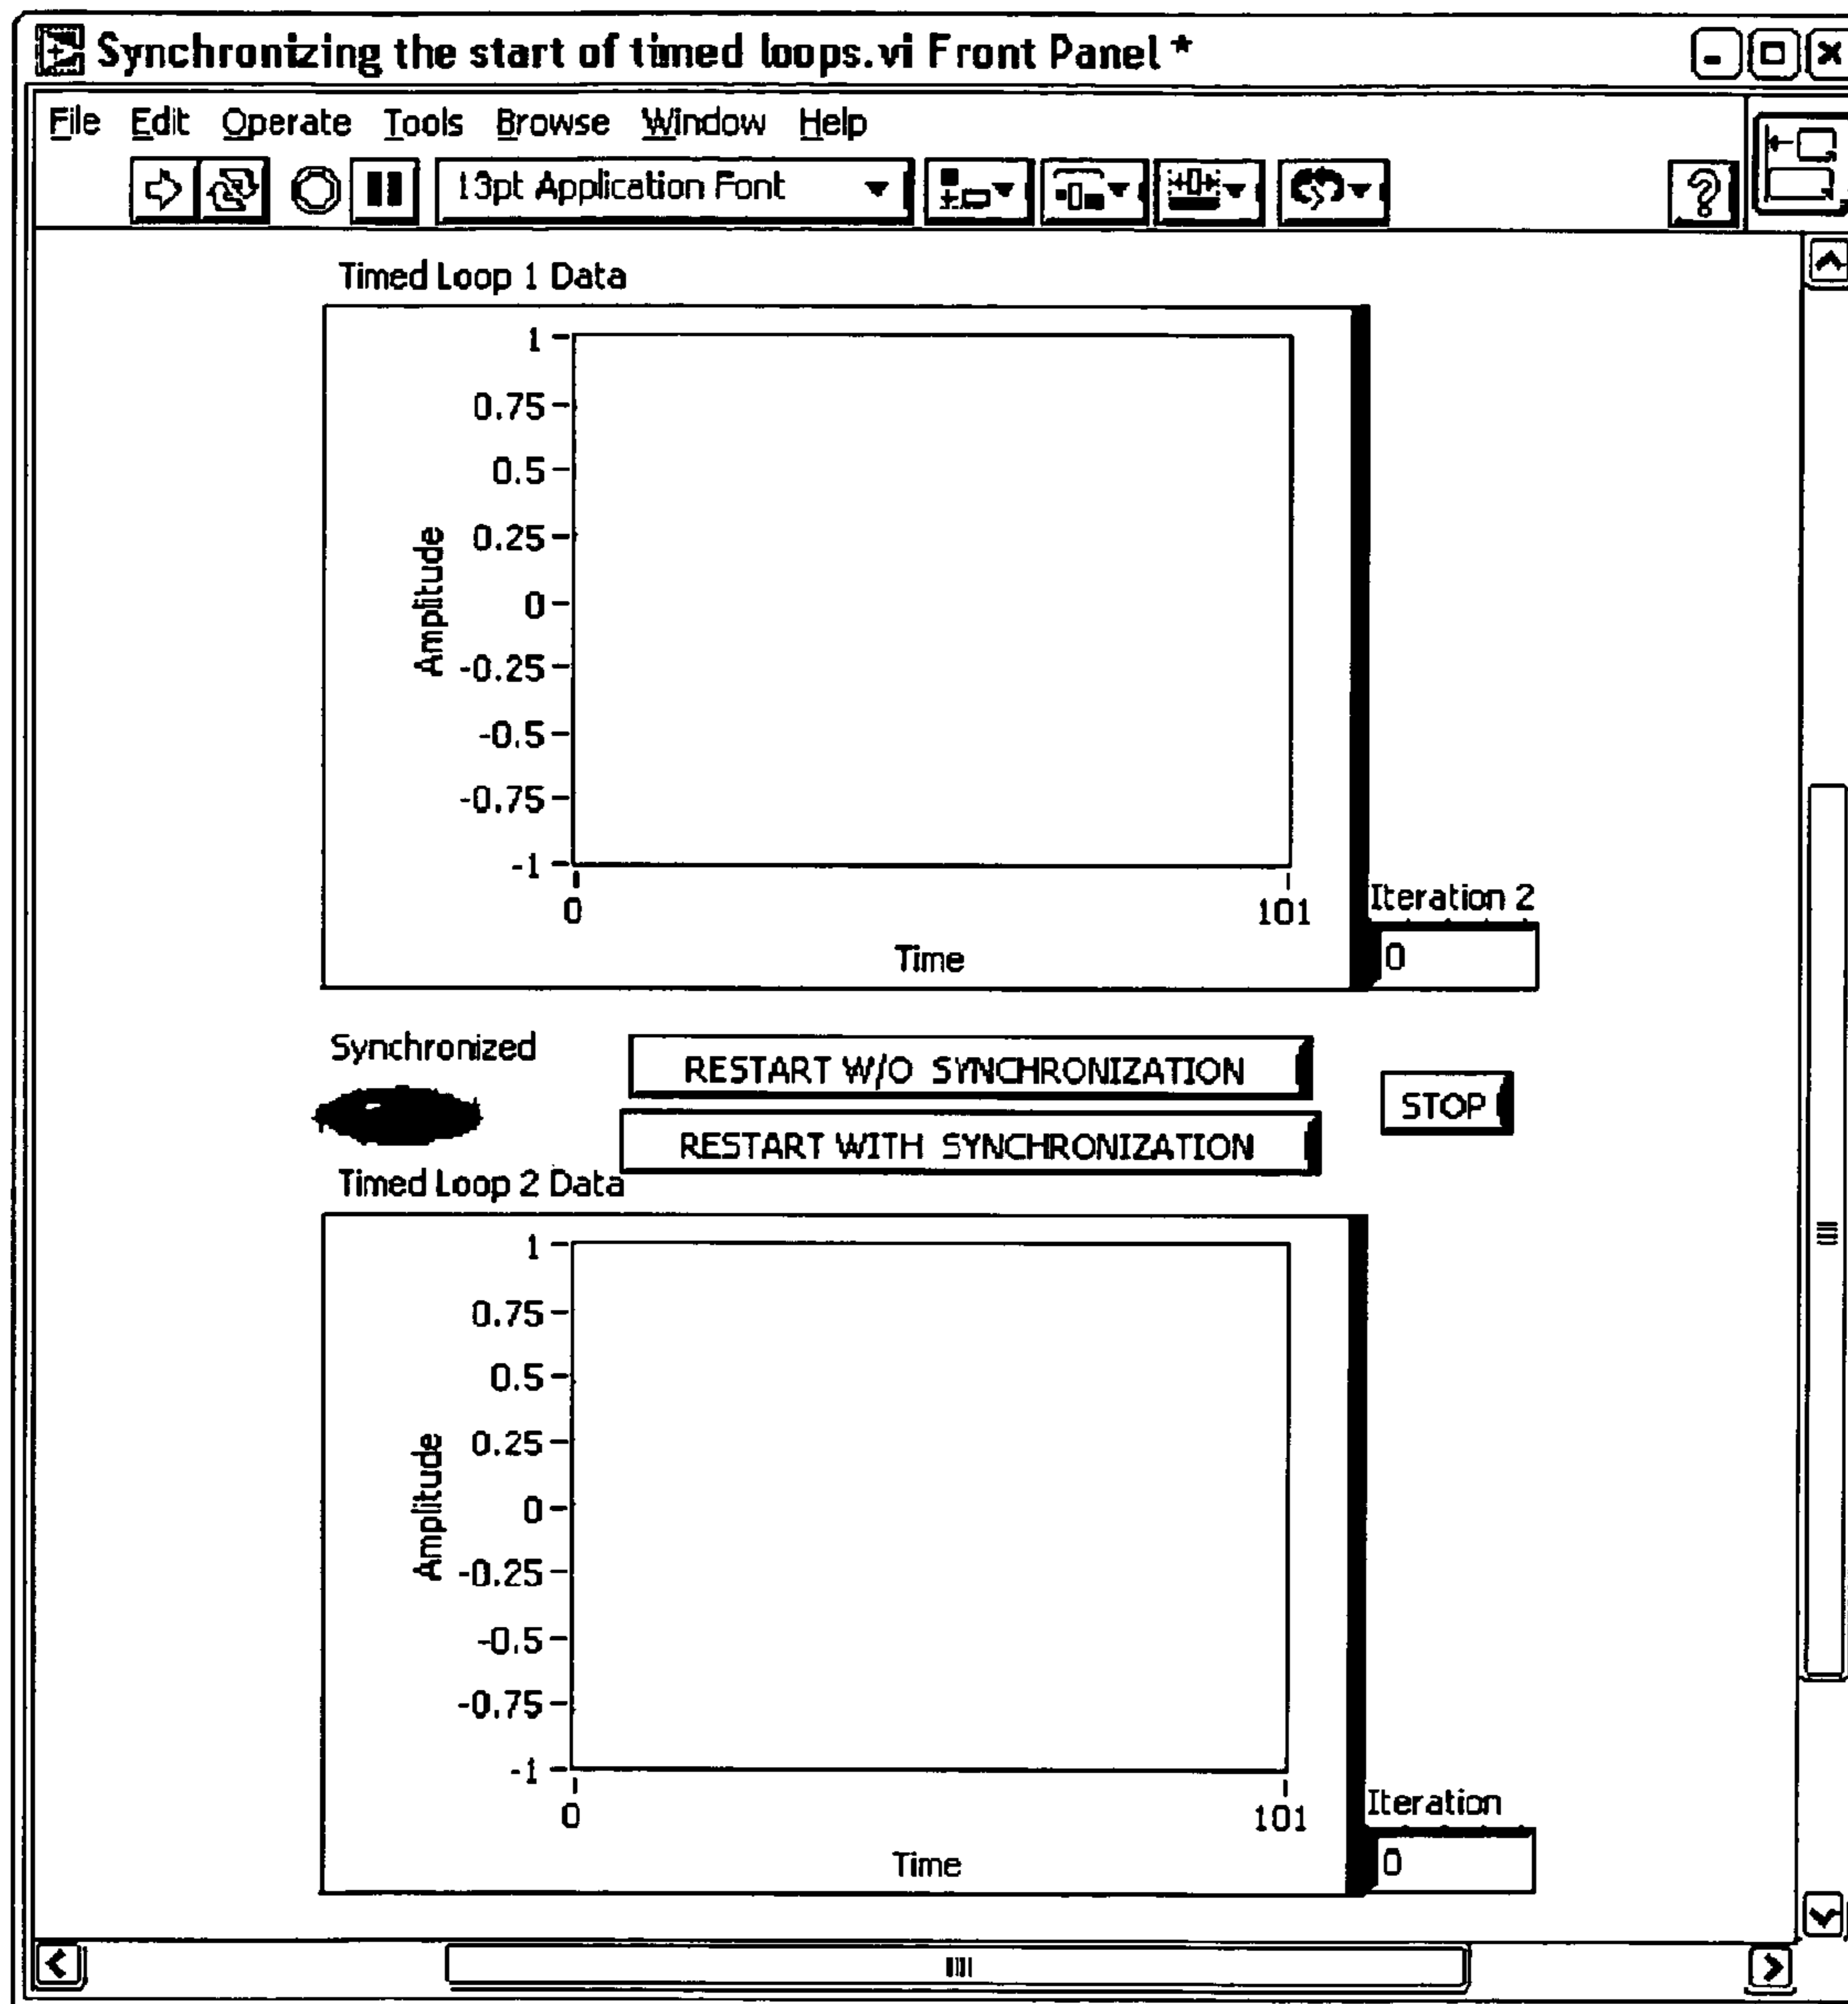 Synchronizing the start of timed loops.vi Front Panel *
File Edit Operate Tools Browse Window Help
13pt Application Font
?
Timed Loop 1 Data
1
0.75
0.5
0.25
0
-0.25
-0.5
-0.75
-1
Amplitude
0 101
Time
Iteration 2
0
Synchronized
RESTART W/O SYNCHRONIZATION
RESTART WITH SYNCHRONIZATION
STOP
Timed Loop 2 Data
1
0.75
0.5
0.25
0
-0.25
-0.5
-0.75
-1
Amplitude
0 101
Time
Iteration
0